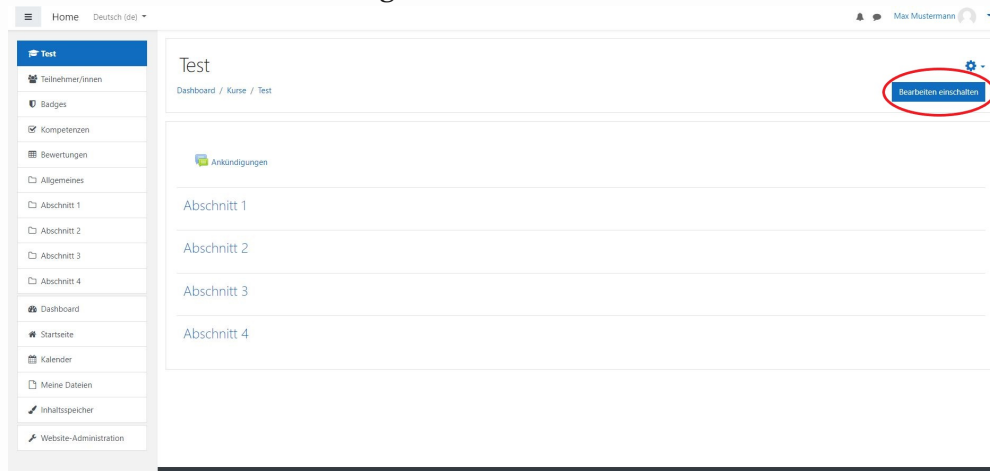 Home Deutsch (de)
Max Mustermann
Test
Teilnehmer/innen
Badges
Kompetenzen
Bewertungen
Allgemeines
Abschnitt 1
Abschnitt 2
Abschnitt 3
Abschnitt 4
Dashboard
Startseite
Kalender
Meine Dateien
Inhaltsspeicher
Website-Administration
Test
Dashboard / Kurse / Test
Bearbeiten einschalten
Ankündigungen
Abschnitt 1
Abschnitt 2
Abschnitt 3
Abschnitt 4